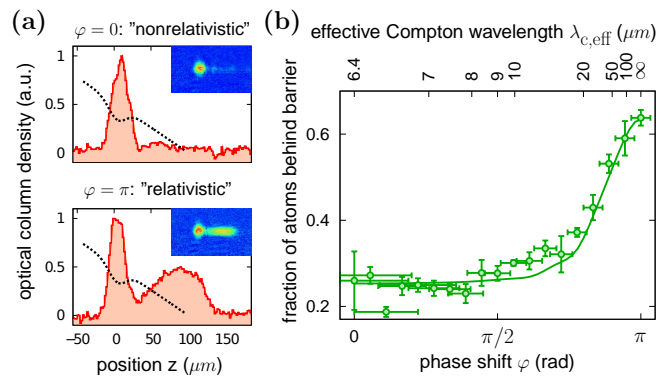 (a)
φ = 0: "nonrelativistic"
1
0.5
0
φ = π: "relativistic"
1
0.5
0
optical column density (a.u.)
−50 0 50 100 150
position z (μm)
(b)
effective Compton wavelength λc,eff (μm)
6.4 7 8 9 10 20 50 100 ∞
0.6
0.4
0.2
fraction of atoms behind barrier
0 π/2 π
phase shift φ (rad)